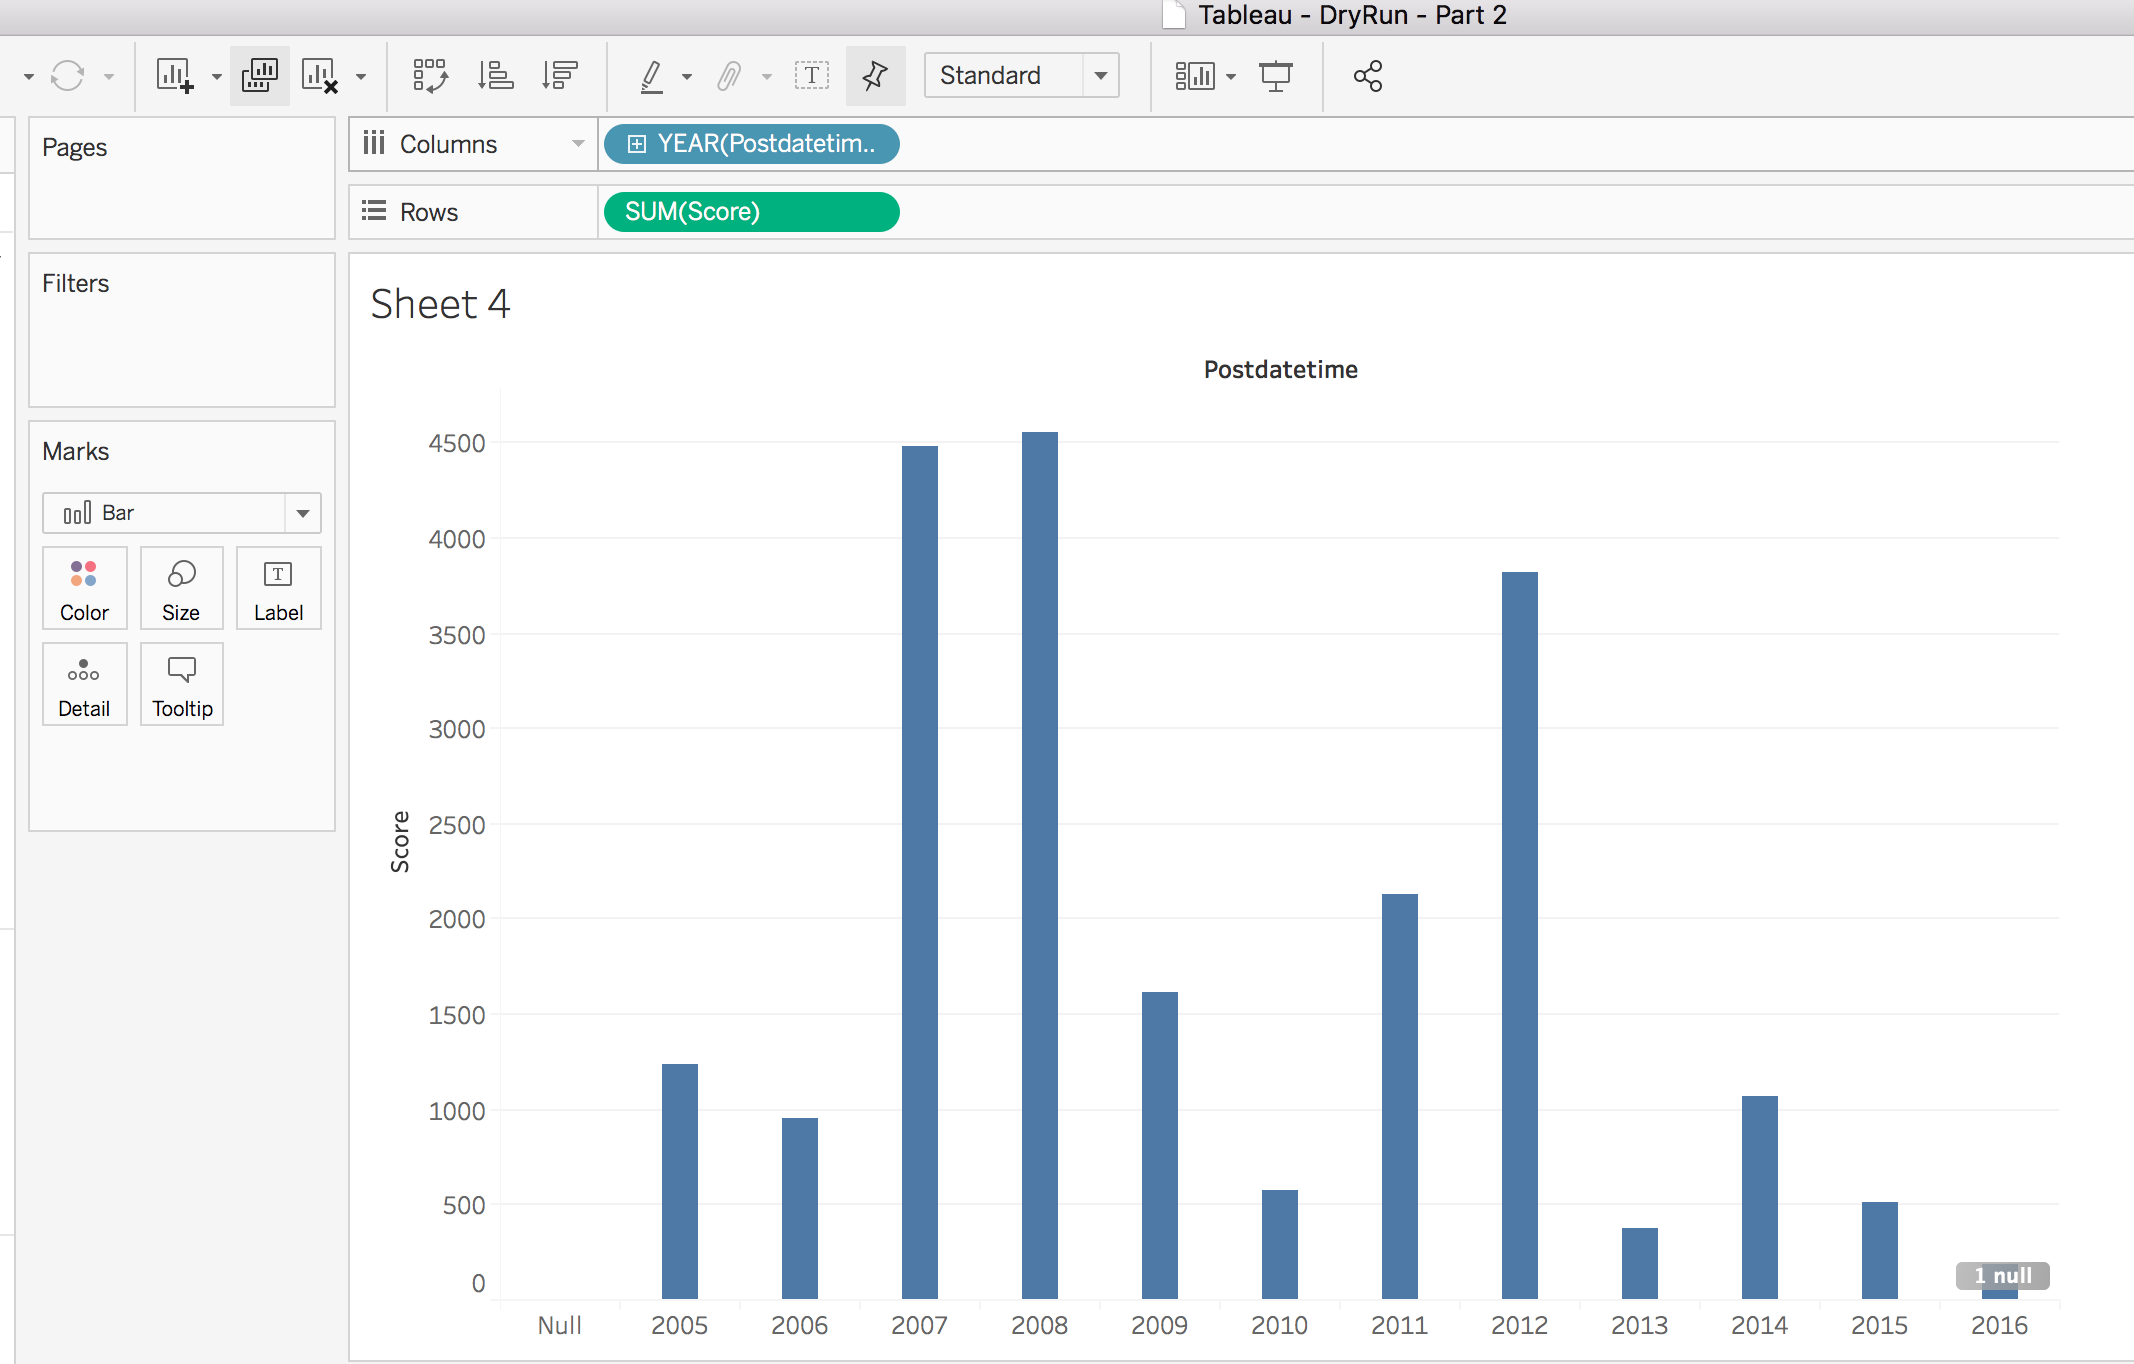 Tableau - DryRun - Part 2
Standard
Pages
Columns
YEAR(Postdatetim..
Rows
SUM(Score)
Filters
Marks
Bar
Color
Size
Label
Detail
Tooltip
Sheet 4
Postdatetime
Score
4500
4000
3500
3000
2500
2000
1500
1000
500
0
1 null
Null
2005
2006
2007
2008
2009
2010
2011
2012
2013
2014
2015
2016